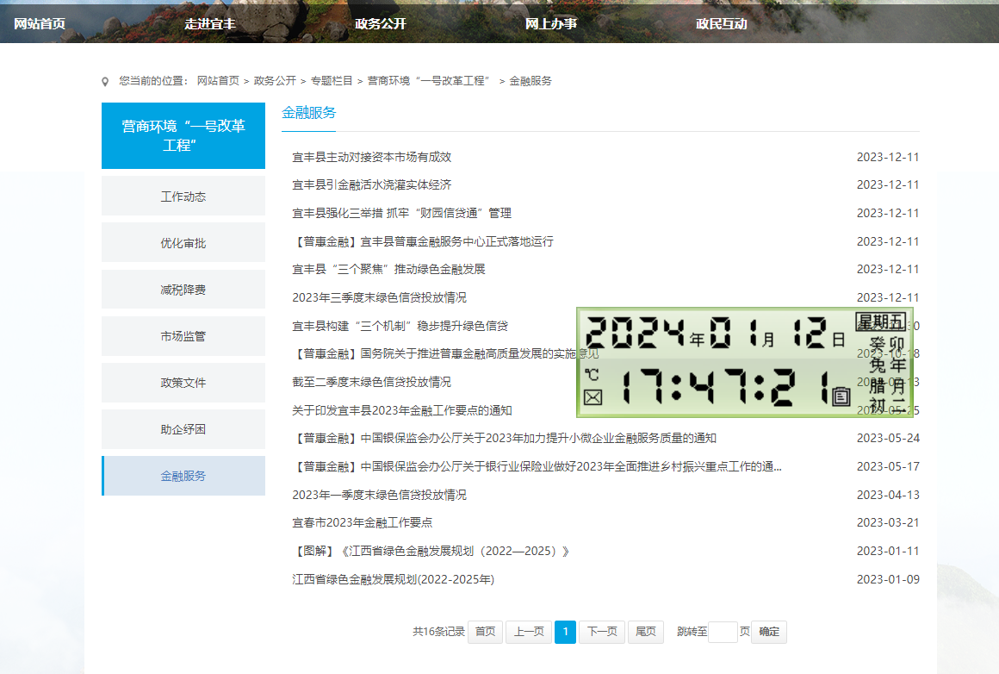 网站首页 走进宜丰 政务公开 网上办事 政民互动
您当前的位置： 网站首页 > 政务公开 > 专题栏目 > 营商环境“一号改革工程” > 金融服务
营商环境“一号改革
工程”
工作动态
优化审批
减税降费
市场监管
政策文件
助企纾困
金融服务
金融服务
宜丰县主动对接资本市场有成效 2023-12-11
宜丰县引金融活水浇灌实体经济 2023-12-11
宜丰县强化三举措 抓牢“财园信贷通”管理 2023-12-11
【普惠金融】宜丰县普惠金融服务中心正式落地运行 2023-12-11
宜丰县“三个聚焦”推动绿色金融发展 2023-12-11
2023年三季度末绿色信贷投放情况 2023-12-11
宜丰县构建“三个机制”稳步提升绿色信贷
【普惠金融】国务院关于推进普惠金融高质量发展的实施意见 2023-10-18
截至二季度末绿色信贷投放情况
关于印发宜丰县2023年金融工作要点的通知
【普惠金融】中国银保监会办公厅关于2023年加力提升小微企业金融服务质量的通知 2023-05-24
【普惠金融】中国银保监会办公厅关于银行业保险业做好2023年全面推进乡村振兴重点工作的通... 2023-05-17
2023年一季度末绿色信贷投放情况 2023-04-13
宜春市2023年金融工作要点 2023-03-21
【图解】《江西省绿色金融发展规划（2022—2025）》 2023-01-11
江西省绿色金融发展规划(2022-2025年) 2023-01-09
2024年01月12日 星期五
℃ 17:47:21
癸卯
兔年
腊月
初二
共16条记录 首页 上一页 1 下一页 尾页 跳转至 页 确定